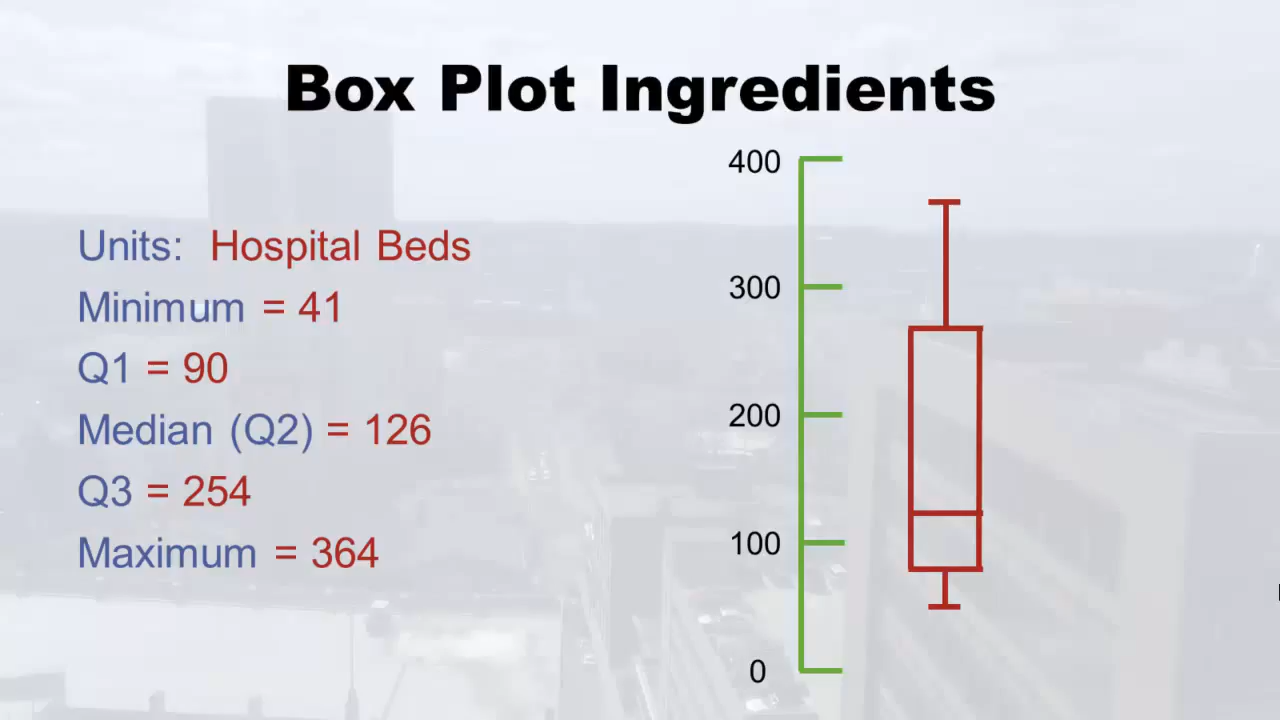 Box Plot Ingredients
Units: Hospital Beds
Minimum = 41
Q1 = 90
Median (Q2) = 126
Q3 = 254
Maximum = 364
400
300
200
100
0